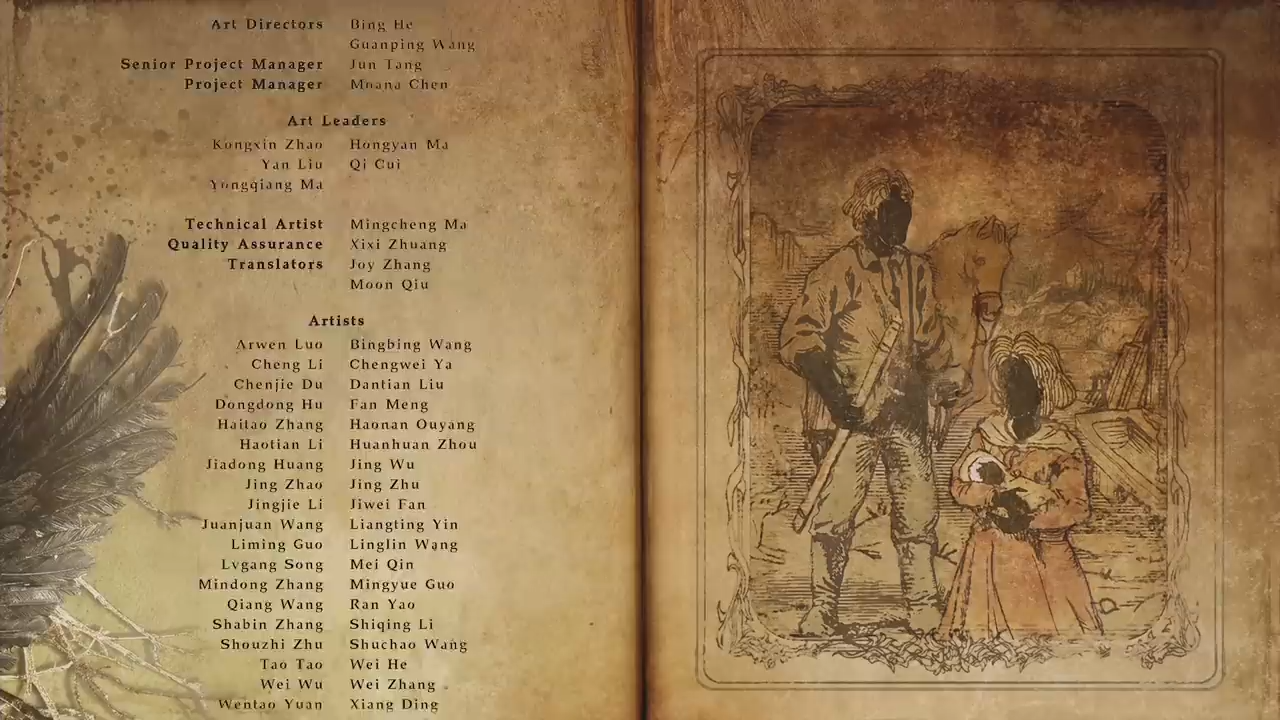 Art Directors Bing He
Guanping Wang
Senior Project Manager Jun Tang
Project Manager Moana Chen
Art Leaders
Kongxin Zhao Hongyan Ma
Yan Liu Qi Cui
Yongqiang Ma
Technical Artist Mingcheng Ma
Quality Assurance Xixi Zhuang
Translators Joy Zhang
Moon Qiu
Artists
Arwen Luo Bingbing Wang
Cheng Li Chengwei Ya
Chenjie Du Dantian Liu
Dongdong Hu Fan Meng
Haitao Zhang Haonan Ouyang
Haotian Li Huanhuan Zhou
Jiadong Huang Jing Wu
Jing Zhao Jing Zhu
Jingjie Li Jiwei Fan
Juanjuan Wang Liangting Yin
Liming Guo Linglin Wang
Lvgang Song Mei Qin
Mindong Zhang Mingyue Guo
Qiang Wang Ran Yao
Shabin Zhang Shiqing Li
Shouzhi Zhu Shuchao Wang
Tao Tao Wei He
Wei Wu Wei Zhang
Wentao Yuan Xiang Ding